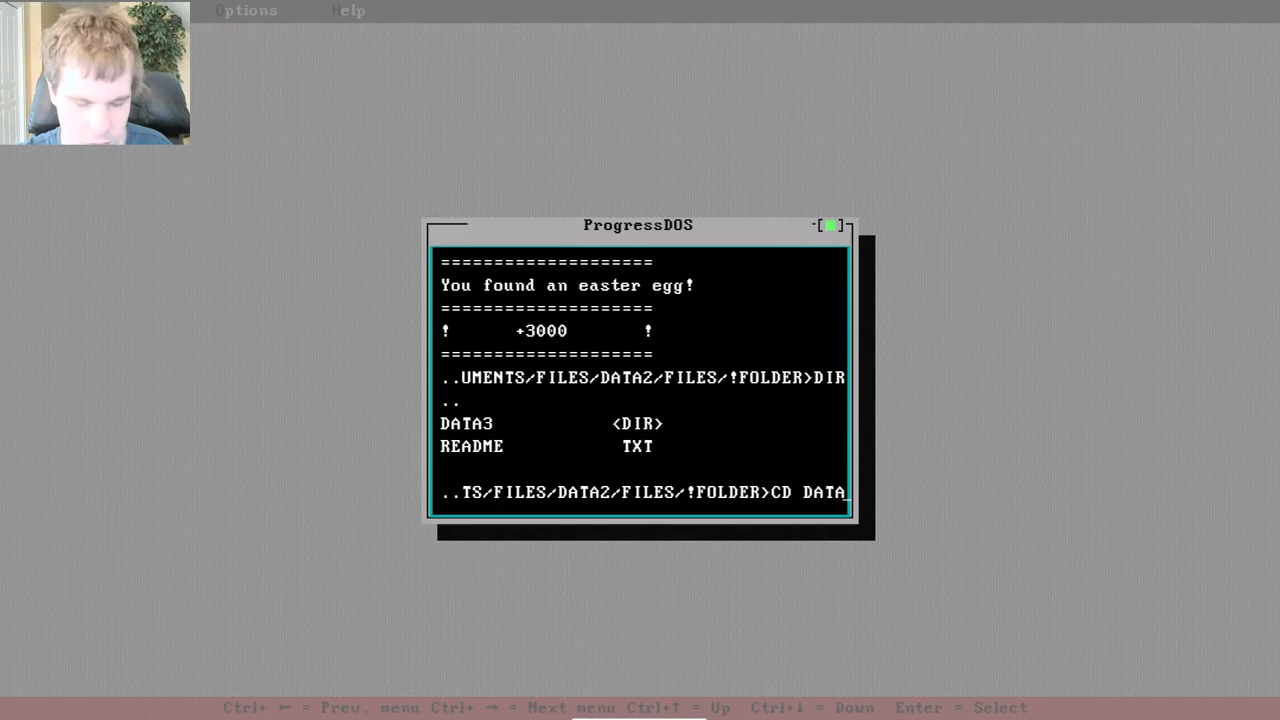 Options Help
ProgressDOS
====================
You found an easter egg!
====================
! +3000 !
====================
..UMENTS/FILES/DATA2/FILES/!FOLDER>DIR
..
DATA3 <DIR>
README TXT
..TS/FILES/DATA2/FILES/!FOLDER>CD DATA_
Ctrl+ ← = Prev. menu Ctrl+ → = Next menu Ctrl+↑ = Up Ctrl+↓ = Down Enter = Select